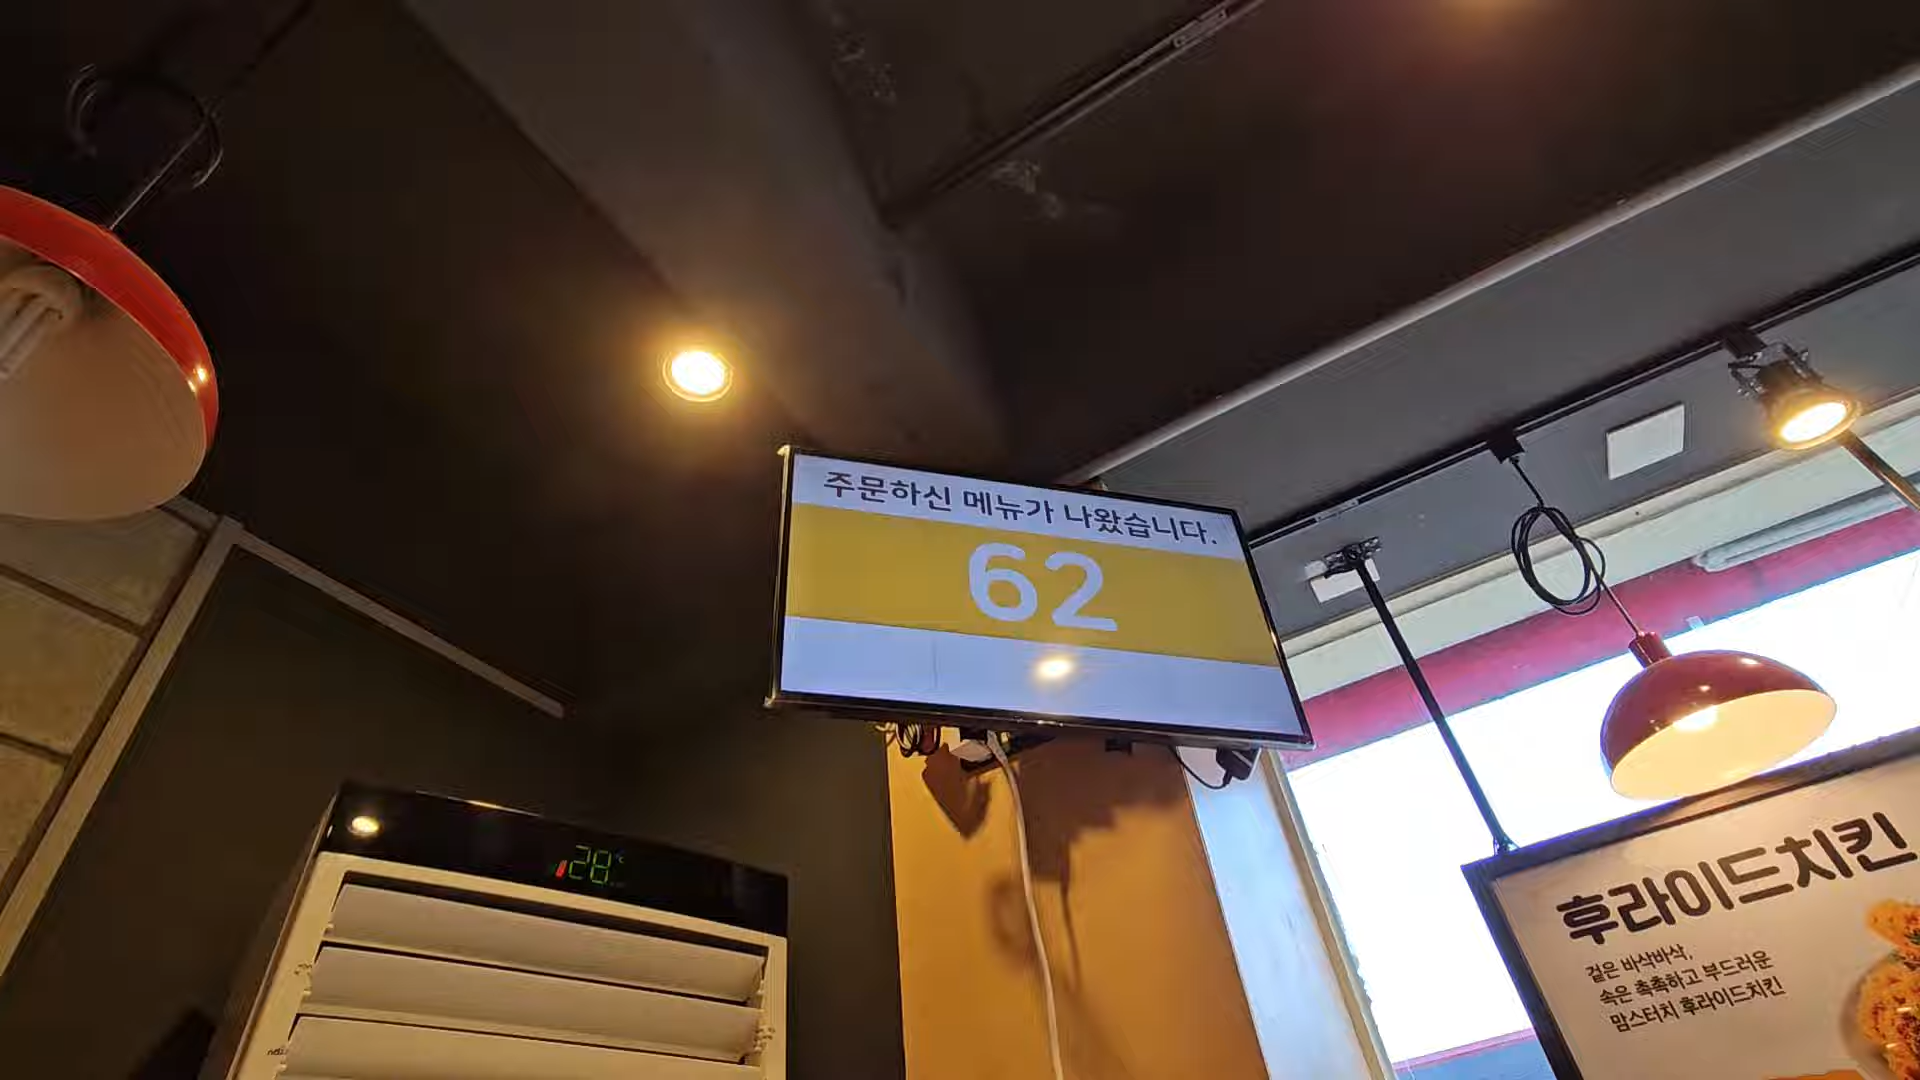 주문하신 메뉴가 나왔습니다.
62
28℃
후라이드치킨
겉은 바삭바삭,
속은 촉촉하고 부드러운
맘스터치 후라이드치킨